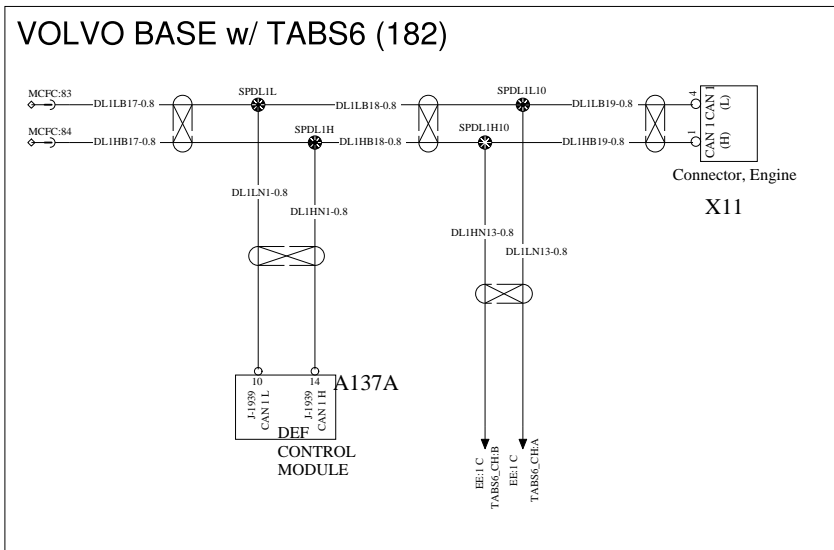 VOLVO BASE w/ TABS6 (182)
MCFC:83
DL1LB17-0.8
SPDL1L
DL1LB18-0.8
SPDL1L10
DL1LB19-0.8
4
CAN 1
(L)
MCFC:84
DL1HB17-0.8
SPDL1H
DL1HB18-0.8
SPDL1H10
DL1HB19-0.8
1
CAN 1
(H)
Connector, Engine
X11
DL1LN1-0.8
DL1HN1-0.8
DL1HN13-0.8
DL1LN13-0.8
10
14
A137A
J-1939
CAN 1 L
J-1939
CAN 1 H
DEF
CONTROL
MODULE
EE:1 C
TABS6_CH:B
EE:1 C
TABS6_CH:A